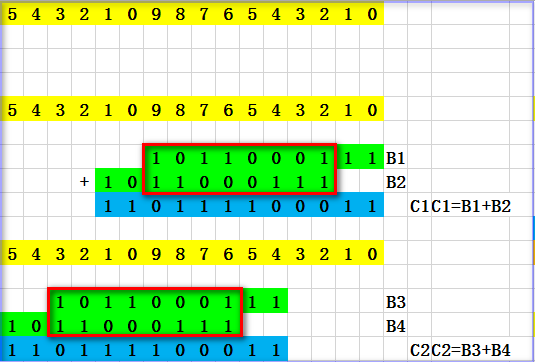 5 4 3 2 1 0 9 8 7 6 5 4 3 2 1 0
5 4 3 2 1 0 9 8 7 6 5 4 3 2 1 0
1 0 1 1 0 0 0 1 1 1 B1
+ 1 0 1 1 0 0 0 1 1 1 B2
1 1 0 1 1 1 1 0 0 0 1 1 C1C1=B1+B2
5 4 3 2 1 0 9 8 7 6 5 4 3 2 1 0
1 0 1 1 0 0 0 1 1 1 B3
1 0 1 1 0 0 0 1 1 1 B4
1 1 0 1 1 1 1 0 0 0 1 1 C2C2=B3+B4